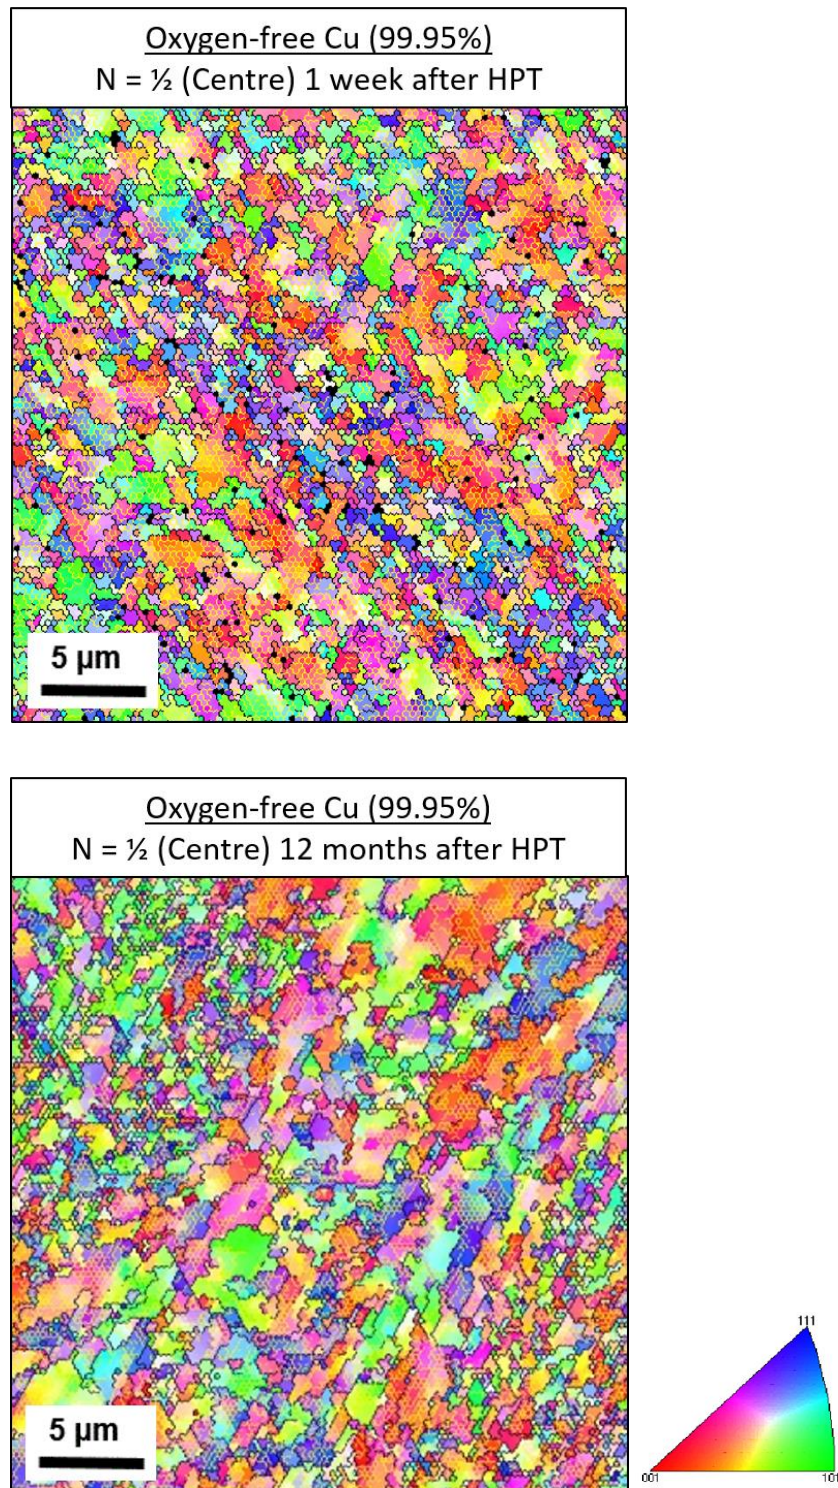 Oxygen-free Cu (99.95%)
N = ½ (Centre) 1 week after HPT
5 μm
Oxygen-free Cu (99.95%)
N = ½ (Centre) 12 months after HPT
5 μm
111
001
101